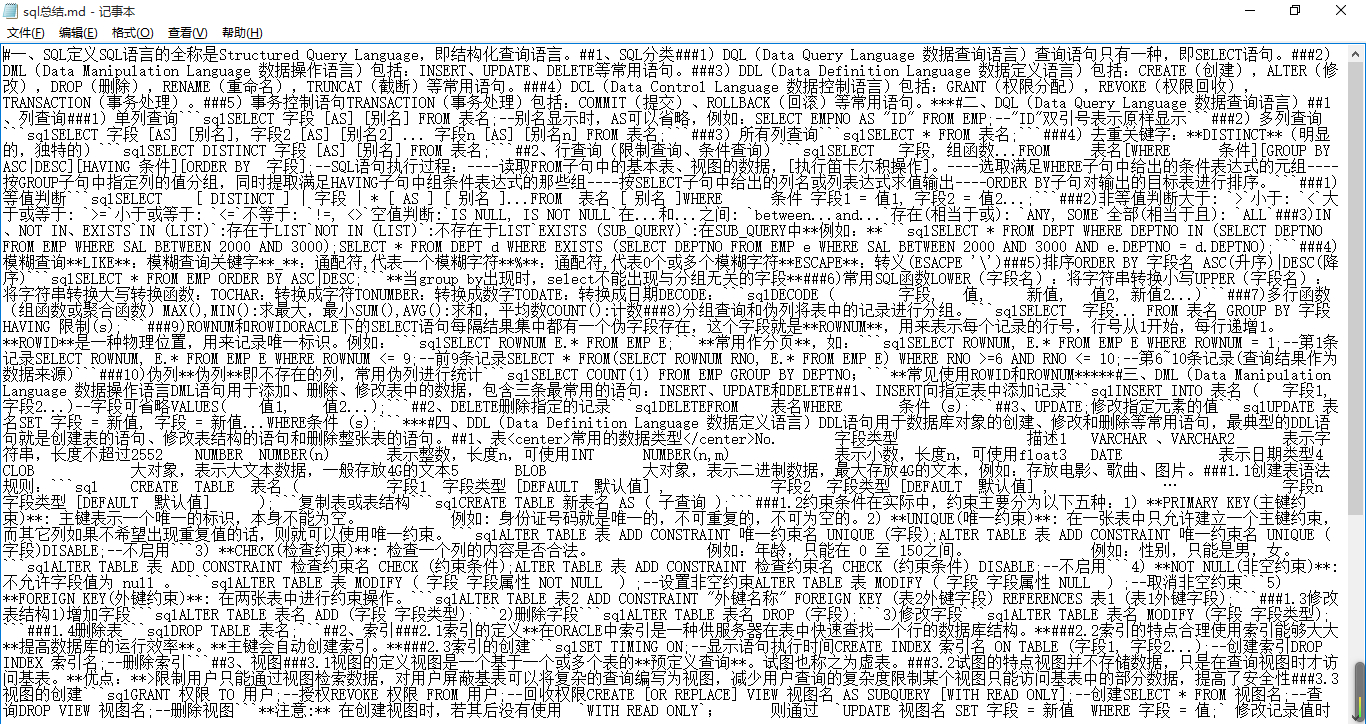 sql总结.md - 记事本
文件(F) 编辑(E) 格式(O) 查看(V) 帮助(H)
#一、SQL定义SQL语言的全称是Structured Query Language，即结构化查询语言。##1、SQL分类###1) DQL (Data Query Language 数据查询语言) 查询语句只有一种，即SELECT语句。###2)
DML (Data Manipulation Language 数据操作语言) 包括：INSERT、UPDATE、DELETE等常用语句。###3) DDL (Data Definition Language 数据定义语言) 包括：CREATE（创建）, ALTER（修
改）, DROP（删除）, RENAME（重命名）, TRUNCAT（截断）等常用语句。###4) DCL (Data Control Language 数据控制语言) 包括：GRANT（权限分配）, REVOKE（权限回收）,
TRANSACTION（事务处理）。###5) 事务控制语句TRANSACTION（事务处理）包括：COMMIT（提交）、ROLLBACK（回滚）等常用语句。***#二、DQL (Data Query Language 数据查询语言) ##1
、列查询###1) 单列查询```sqlSELECT 字段 [AS] [别名] FROM 表名;--别名显示时，AS可以省略，例如：SELECT EMPNO AS "ID" FROM EMP;--"ID"双引号表示原样显示```###2) 多列查询
```sqlSELECT 字段 [AS] [别名], 字段2 [AS] [别名2] ... 字段n [AS] [别名n] FROM 表名;```###3) 所有列查询```sqlSELECT * FROM 表名;```###4) 去重关键字：**DISTINCT**（明显
的，独特的）```sqlSELECT DISTINCT 字段 [AS] [别名] FROM 表名;```##2、行查询（限制查询、条件查询）```sqlSELECT 字段, 组函数...FROM 表名[WHERE 条件][GROUP BY
ASC|DESC][HAVING 条件][ORDER BY 字段]--SQL语句执行过程：----读取FROM子句中的基本表、视图的数据，[执行笛卡尔积操作]。----选取满足WHERE子句中给出的条件表达式的元组----
按GROUP子句中指定列的值分组，同时提取满足HAVING子句中组条件表达式的那些组----按SELECT子句中给出的列名或列表达式求值输出----ORDER BY子句对输出的目标表进行排序。```###1)
等值判断```sqlSELECT [ DISTINCT ] | 字段 | * [ AS ] [ 别名 ]...FROM 表名 [ 别名 ]WHERE 条件 字段1 = 值1, 字段2 = 值2...;```###2)非等值判断大于: `>`小于: `<`大
于或等于: `>=`小于或等于: `<=`不等于: `!=, <>`空值判断:`IS NULL, IS NOT NULL`在...和...之间: `between...and...`存在(相当于或): `ANY, SOME`全部(相当于且): `ALL`###3)IN
、NOT IN、EXISTS`IN (LIST)`:存在于LIST`NOT IN (LIST)`:不存在于LIST`EXISTS (SUB_QUERY)`:在SUB_QUERY中**例如：**```sqlSELECT * FROM DEPT WHERE DEPTNO IN (SELECT DEPTNO
FROM EMP WHERE SAL BETWEEN 2000 AND 3000);SELECT * FROM DEPT d WHERE EXISTS (SELECT DEPTNO FROM EMP e WHERE SAL BETWEEN 2000 AND 3000 AND e.DEPTNO = d.DEPTNO);```###4)
模糊查询**LIKE**: 模糊查询关键字**_**: 通配符,代表一个模糊字符**%**: 通配符,代表0个或多个模糊字符**ESCAPE**: 转义(ESACPE '\')###5)排序ORDER BY 字段名 ASC(升序)|DESC(降
序)```sqlSELECT * FROM EMP ORDER BY ASC|DESC;```**当group by出现时，select不能出现与分组无关的字段**###6)常用SQL函数LOWER（字段名）：将字符串转换小写UPPER（字段名）：
将字符串转换大写转换函数：TOCHAR：转换成字符TONUMBER：转换成数字TODATE：转换成日期DECODE：```sqlDECODE ( 字段, 值, 新值, 值2, 新值2...)```###7)多行函数
（组函数或聚合函数）MAX(),MIN():求最大，最小SUM(),AVG():求和，平均数COUNT():计数###8)分组查询和伪列将表中的记录进行分组。```sqlSELECT 字段... FROM 表名 GROUP BY 字段
HAVING 限制(s);```###9)ROWNUM和ROWIDORACLE下的SELECT语句每隔结果集中都有一个伪字段存在，这个字段就是**ROWNUM**，用来表示每个记录的行号，行号从1开始，每行递增1。
**ROWID**是一种物理位置，用来记录唯一标识。例如：```sqlSELECT ROWNUM E.* FROM EMP E;```**常用作分页**，如：```sqlSELECT ROWNUM, E.* FROM EMP E WHERE ROWNUM = 1;--第1条
记录SELECT ROWNUM, E.* FROM EMP E WHERE ROWNUM <= 9;--前9条记录SELECT * FROM(SELECT ROWNUM RNO, E.* FROM EMP E) WHERE RNO >=6 AND RNO <= 10;--第6~10条记录(查询结果作为
数据来源)```###10)伪列**伪列**即不存在的列，常用伪列进行统计```sqlSELECT COUNT(1) FROM EMP GROUP BY DEPTNO;```**常见使用ROWID和ROWNUM*****#三、DML (Data Manipulation
Language 数据操作语言)DML语句用于添加、删除、修改表中的数据，包含三条最常用的语句：INSERT、UPDATE和DELETE##1、INSERT向指定表中添加记录```sqlINSERT INTO 表名 ( 字段1,
字段2...)--字段可省略VALUES( 值1, 值2...);```##2、DELETE删除指定的记录```sqlDELETEFROM 表名WHERE 条件 (s);```##3、UPDATE;修改指定元素的值```sqlUPDATE 表
名SET 字段 = 新值, 字段 = 新值...WHERE条件 (s);```***#四、DDL (Data Definition Language 数据定义语言) DDL语句用于数据库对象的创建、修改和删除等常用语句，最典型的DDL语
句就是创建表的语句、修改表结构的语句和删除整张表的语句。##1、表<center>常用的数据类型</center>No. 字段类型 描述1 VARCHAR 、VARCHAR2 表示字
符串，长度不超过2552 NUMBER NUMBER(n) 表示整数，长度n，可使用INT NUMBER(n,m) 表示小数，长度n，可使用float3 DATE 表示日期类型4
CLOB 大对象，表示大文本数据，一般存放4G的文本5 BLOB 大对象，表示二进制数据，最大存放4G的文本，例如：存放电影、歌曲、图片。###1.1创建表语法
规则：```sql CREATE TABLE 表名 ( 字段1 字段类型 [DEFAULT 默认值] , 字段2 字段类型 [DEFAULT 默认值] , … 字段n
字段类型 [DEFAULT 默认值] );```复制表或表结构```sqlCREATE TABLE 新表名 AS ( 子查询 );```###1.2约束条件在实际中，约束主要分为以下五种：1) **PRIMARY KEY(主键约
束)**: 主键表示一个唯一的标识，本身不能为空。 例如：身份证号码就是唯一的，不可重复的，不可为空的。2) **UNIQUE(唯一约束)**: 在一张表中只允许建立一个主键约束，
而其它列如果不希望出现重复值的话，则就可以使用唯一约束。```sqlALTER TABLE 表 ADD CONSTRAINT 唯一约束名 UNIQUE (字段);ALTER TABLE 表 ADD CONSTRAINT 唯一约束名 UNIQUE (
字段)DISABLE;--不启用```3) **CHECK(检查约束)**: 检查一个列的内容是否合法。 例如：年龄，只能在 0 至 150之间。 例如：性别，只能是男，女。
```sqlALTER TABLE 表 ADD CONSTRAINT 检查约束名 CHECK (约束条件);ALTER TABLE 表 ADD CONSTRAINT 检查约束名 CHECK (约束条件) DISABLE;--不启用```4) **NOT NULL(非空约束)**:
不允许字段值为 null 。```sqlALTER TABLE 表 MODIFY ( 字段 字段属性 NOT NULL ) ;--设置非空约束ALTER TABLE 表 MODIFY ( 字段 字段属性 NULL ) ;--取消非空约束```5)
**FOREIGN KEY(外键约束)**: 在两张表中进行约束操作。```sqlALTER TABLE 表2 ADD CONSTRAINT "外键名称" FOREIGN KEY (表2外键字段) REFERENCES 表1 (表1外键字段)```###1.3修改
表结构1)增加字段```sqlALTER TABLE 表名 ADD (字段 字段类型);```2)删除字段```sqlALTER TABLE 表名 DROP (字段);```3)修改字段```sqlALTER TABLE 表名 MODIFY (字段 字段类型);
```###1.4删除表```sqlDROP TABLE 表名;```##2、索引###2.1索引的定义**在ORACLE中索引是一种供服务器在表中快速查找一个行的数据库结构。**###2.2索引的特点合理使用索引能够大大
**提高数据库的运行效率**。**主键会自动创建索引。**###2.3索引的创建```sqlSET TIMING ON;--显示语句执行时间CREATE INDEX 索引名 ON TABLE (字段1, 字段2...);--创建索引DROP
INDEX 索引名;--删除索引```##3、视图###3.1视图的定义视图是一个基于一个或多个表的**预定义查询**。试图也称之为虚表。###3.2试图的特点视图并不存储数据，只是在查询视图时才访
问基表。**优点：**>限制用户只能通过视图检索数据，对用户屏蔽基表可以将复杂的查询编写为视图，减少用户查询的复杂度限制某个视图只能访问基表中的部分数据，提高了安全性###3.3
视图的创建```sqlGRANT 权限 TO 用户;--授权REVOKE 权限 FROM 用户;--回收权限CREATE [OR REPLACE] VIEW 视图名 AS SUBQUERY [WITH READ ONLY];--创建SELECT * FROM 视图名;--查
询DROP VIEW 视图名;--删除视图```**注意:** 在创建视图时，若其后没有使用 `WITH READ ONLY`； 则通过 `UPDATE 视图名 SET 字段 = 新值 WHERE 字段 = 值;` 修改记录值时